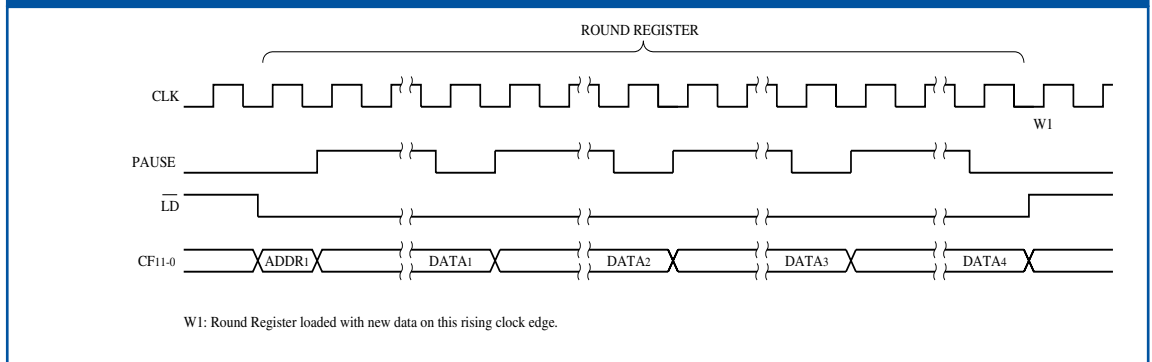 ROUND REGISTER
CLK
W1
PAUSE
LD
CF11-0 ADDR1 DATA1 DATA2 DATA3 DATA4
W1: Round Register loaded with new data on this rising clock edge.